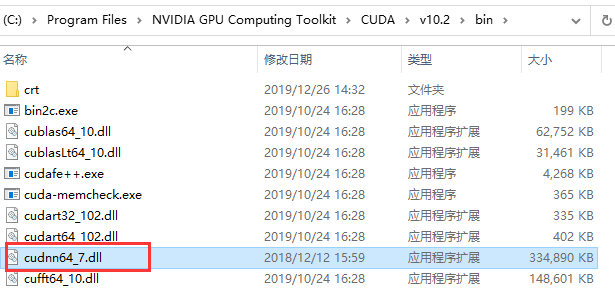 (C:) › Program Files › NVIDIA GPU Computing Toolkit › CUDA › v10.2 › bin ›
名称 修改日期 类型 大小
crt 2019/12/26 14:32 文件夹
bin2c.exe 2019/10/24 16:28 应用程序 199 KB
cublas64_10.dll 2019/10/24 16:28 应用程序扩展 62,752 KB
cublasLt64_10.dll 2019/10/24 16:28 应用程序扩展 31,461 KB
cudafe++.exe 2019/10/24 16:28 应用程序 4,268 KB
cuda-memcheck.exe 2019/10/24 16:28 应用程序 365 KB
cudart32_102.dll 2019/10/24 16:28 应用程序扩展 335 KB
cudart64_102.dll 2019/10/24 16:28 应用程序扩展 402 KB
cudnn64_7.dll 2018/12/12 15:59 应用程序扩展 334,890 KB
cufft64_10.dll 2019/10/24 16:28 应用程序扩展 148,601 KB